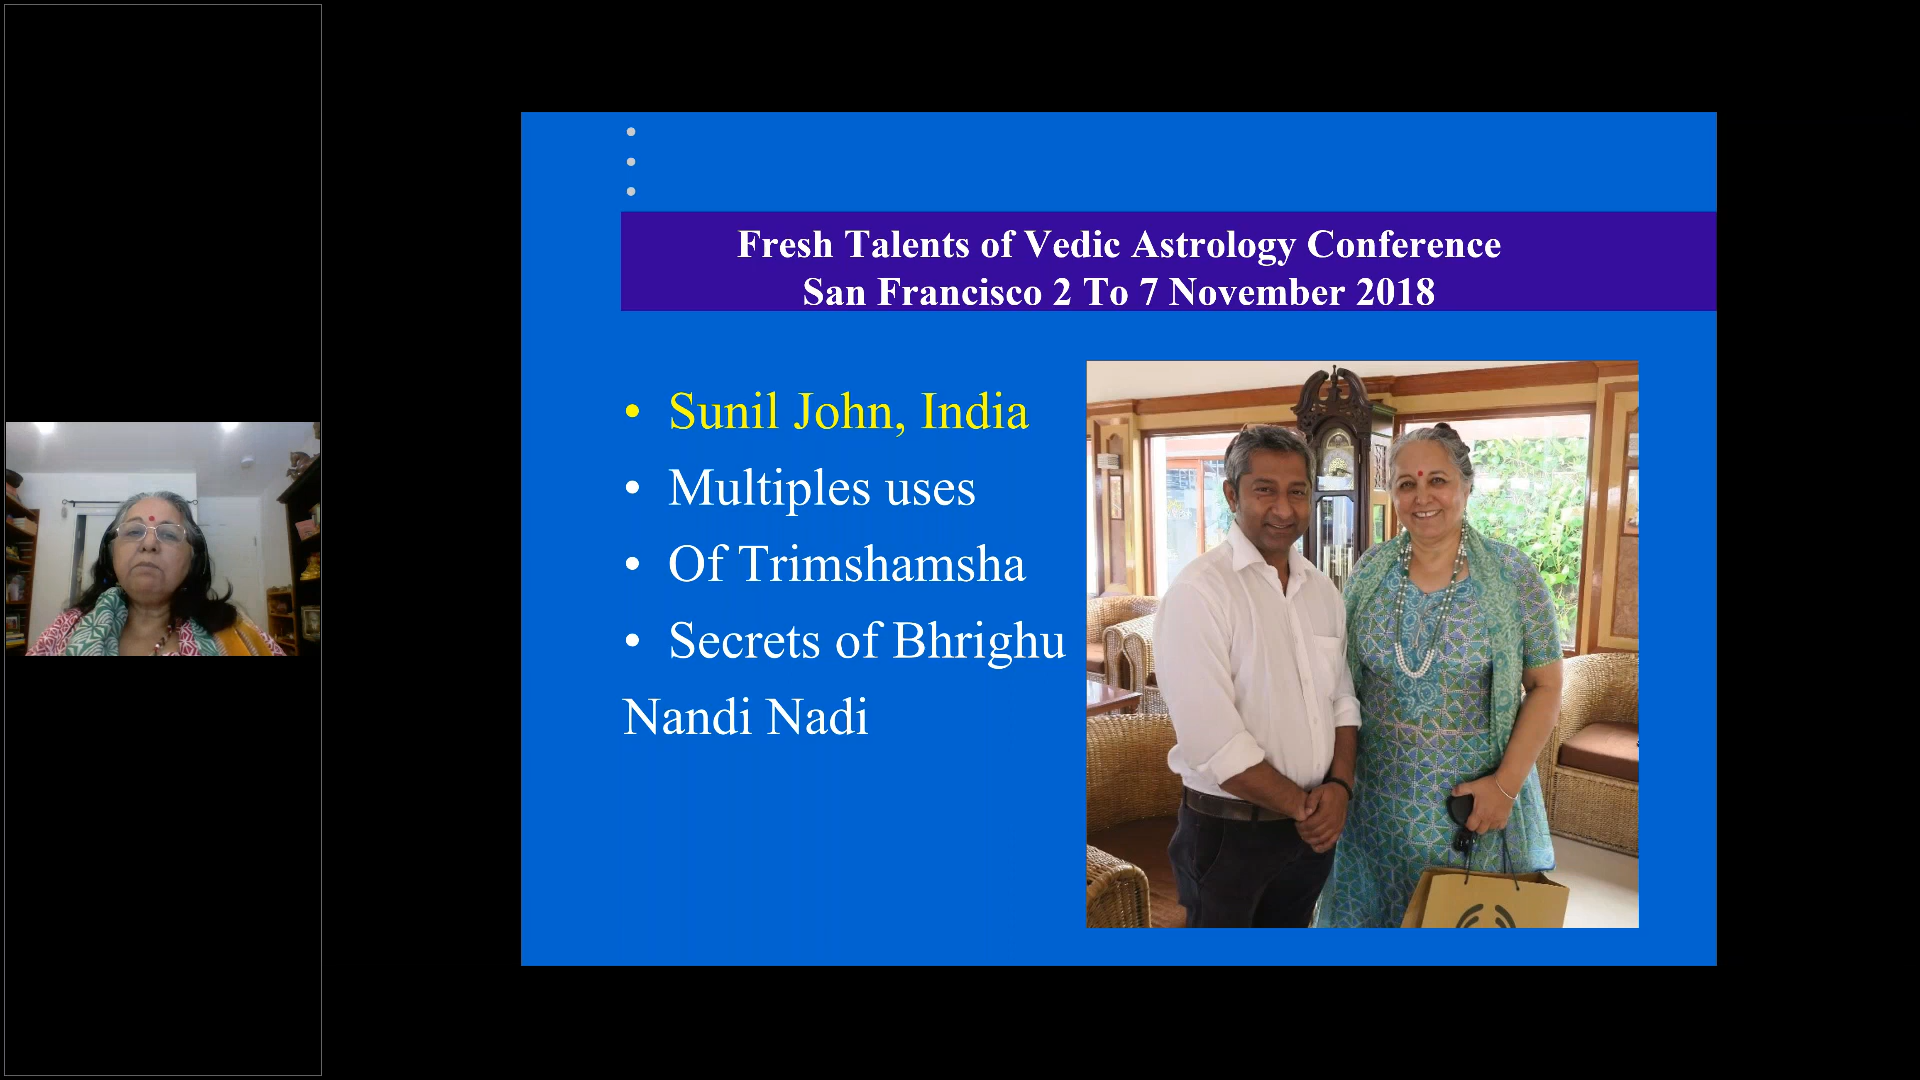 Fresh Talents of Vedic Astrology Conference
San Francisco 2 To 7 November 2018
• Sunil John, India
• Multiples uses
• Of Trimshamsha
• Secrets of Bhrighu
Nandi Nadi